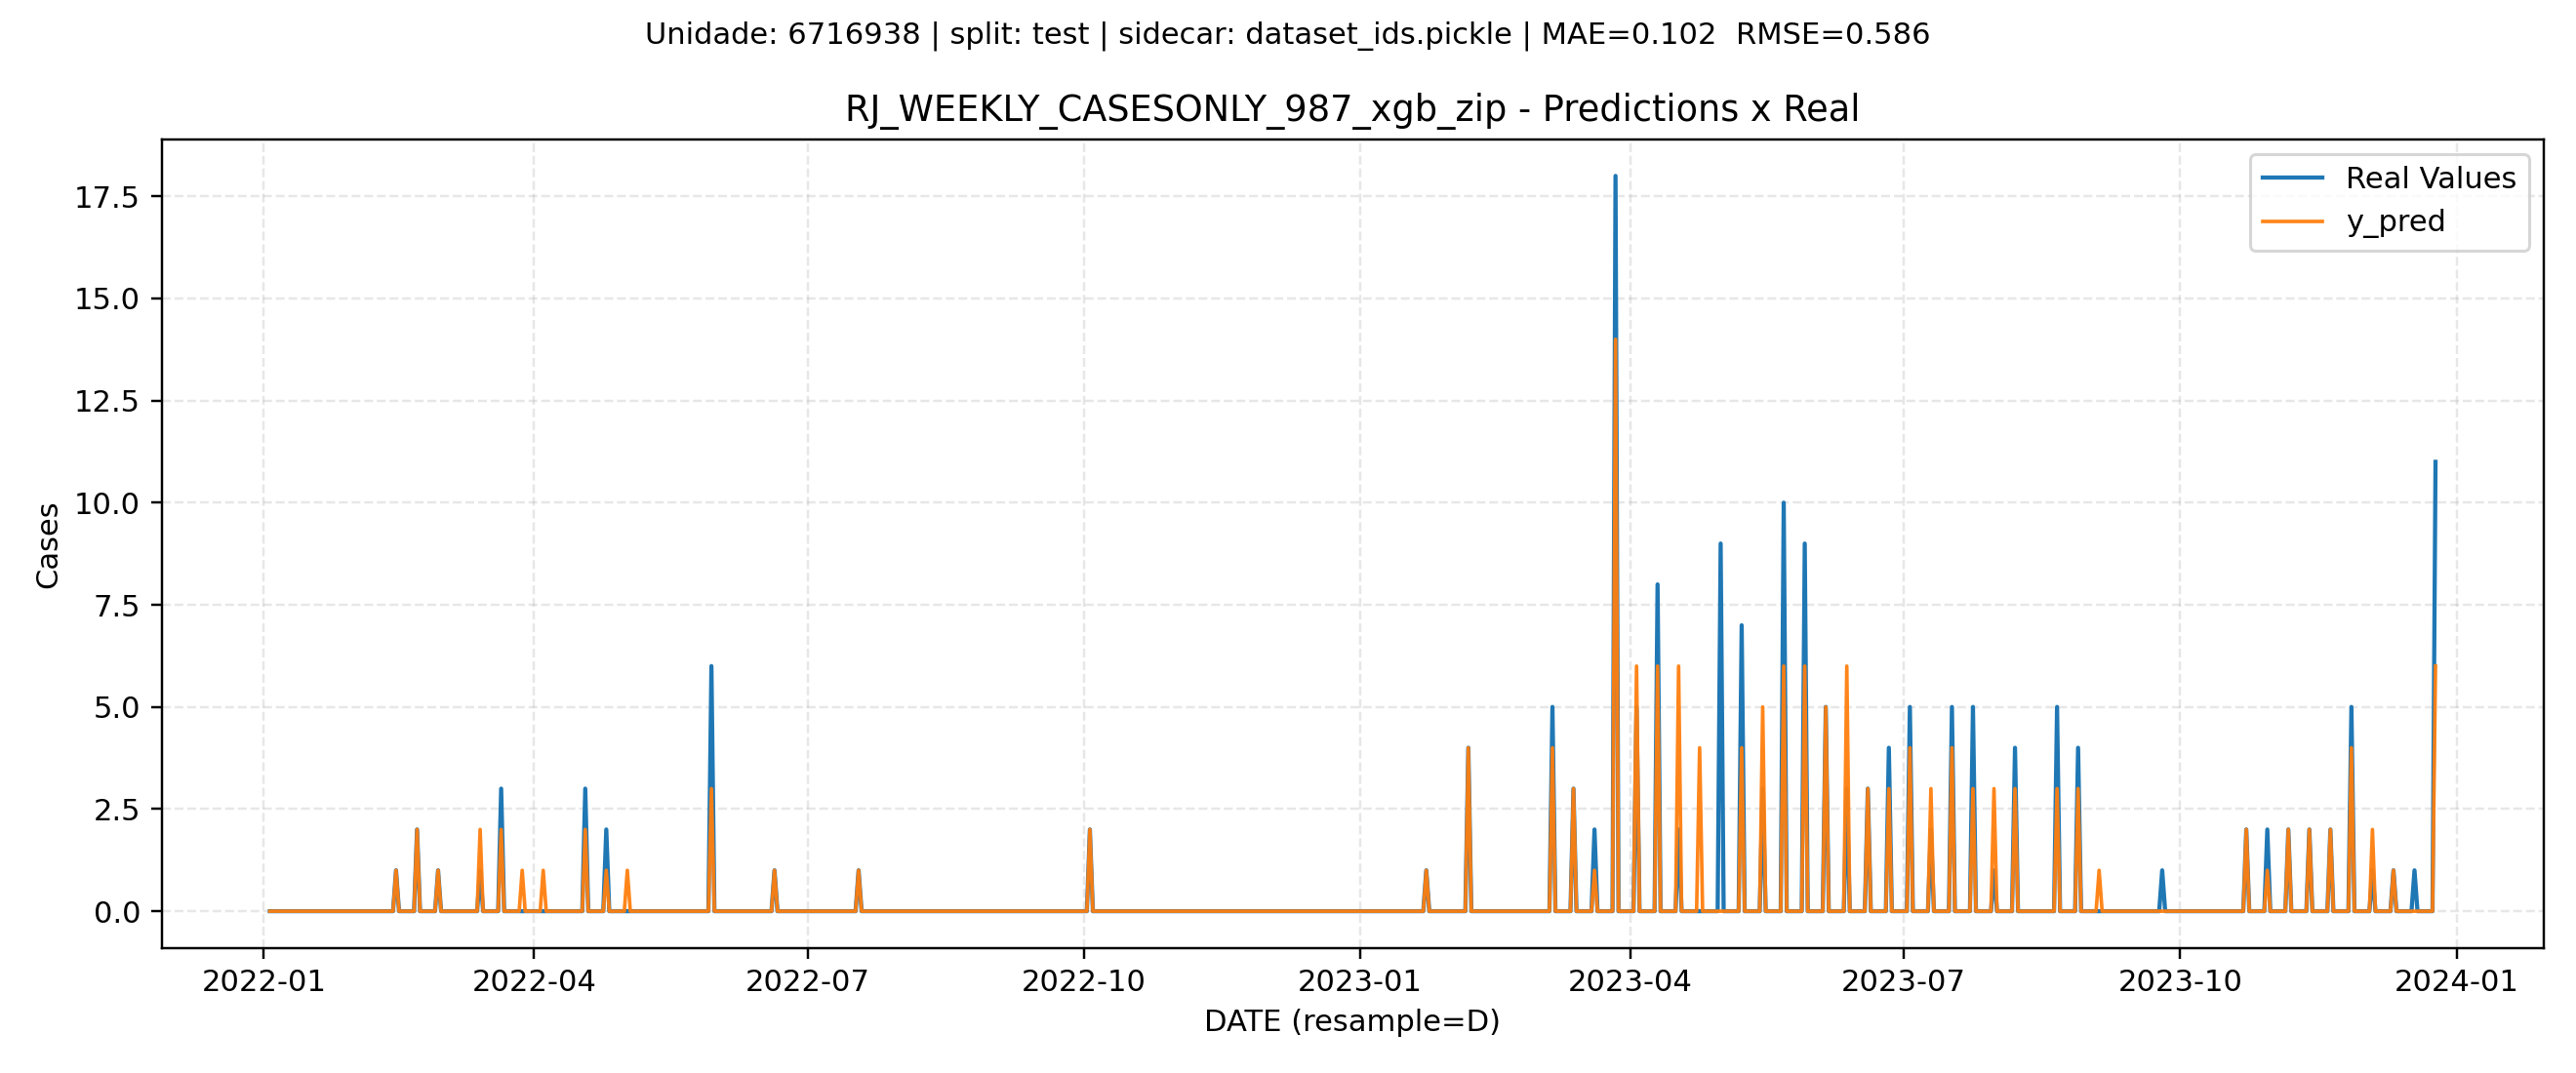 Unidade: 6716938 | split: test | sidecar: dataset_ids.pickle | MAE=0.102  RMSE=0.586
RJ_WEEKLY_CASESONLY_987_xgb_zip - Predictions x Real
Real Values
y_pred
17.5
15.0
12.5
10.0
7.5
5.0
2.5
0.0
Cases
2022-01
2022-04
2022-07
2022-10
2023-01
2023-04
2023-07
2023-10
2024-01
DATE (resample=D)